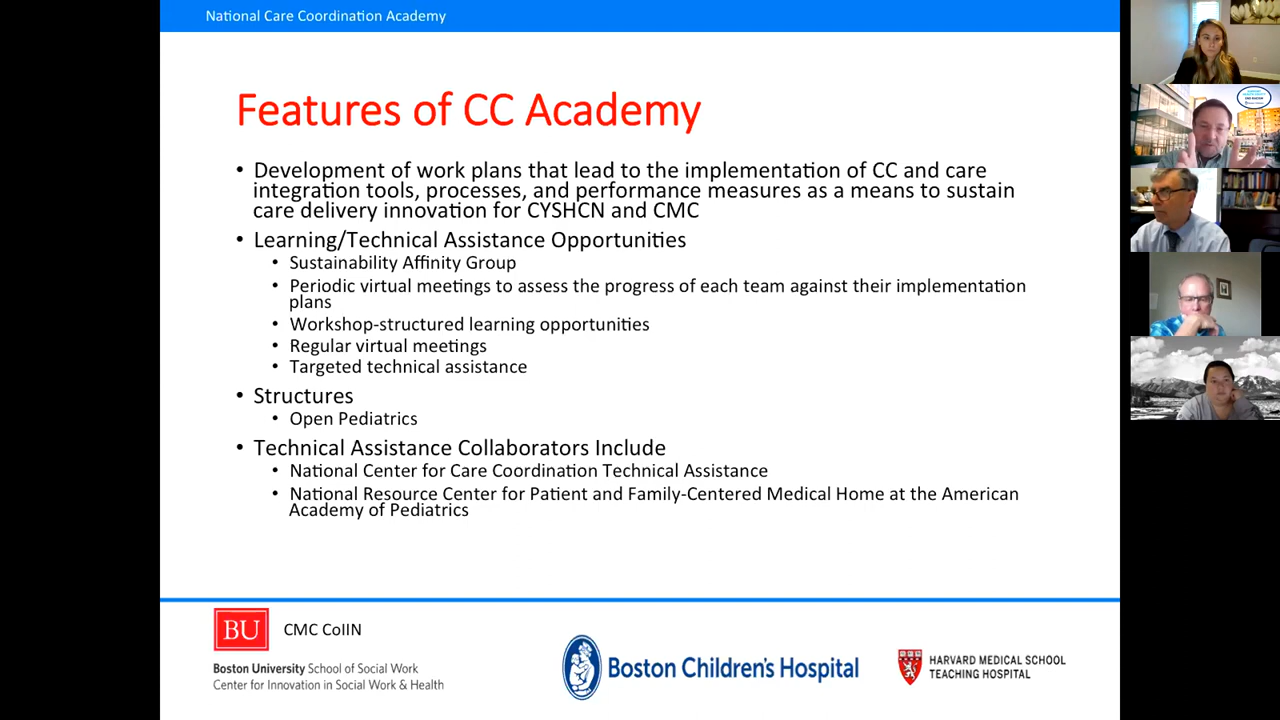 National Care Coordination Academy
Features of CC Academy
• Development of work plans that lead to the implementation of CC and care
integration tools, processes, and performance measures as a means to sustain
care delivery innovation for CYSHCN and CMC
• Learning/Technical Assistance Opportunities
• Sustainability Affinity Group
• Periodic virtual meetings to assess the progress of each team against their implementation
plans
• Workshop-structured learning opportunities
• Regular virtual meetings
• Targeted technical assistance
• Structures
• Open Pediatrics
• Technical Assistance Collaborators Include
• National Center for Care Coordination Technical Assistance
• National Resource Center for Patient and Family-Centered Medical Home at the American
Academy of Pediatrics
BU
CMC CoIIN
Boston University School of Social Work
Center for Innovation in Social Work & Health
Boston Children's Hospital
HARVARD MEDICAL SCHOOL
TEACHING HOSPITAL